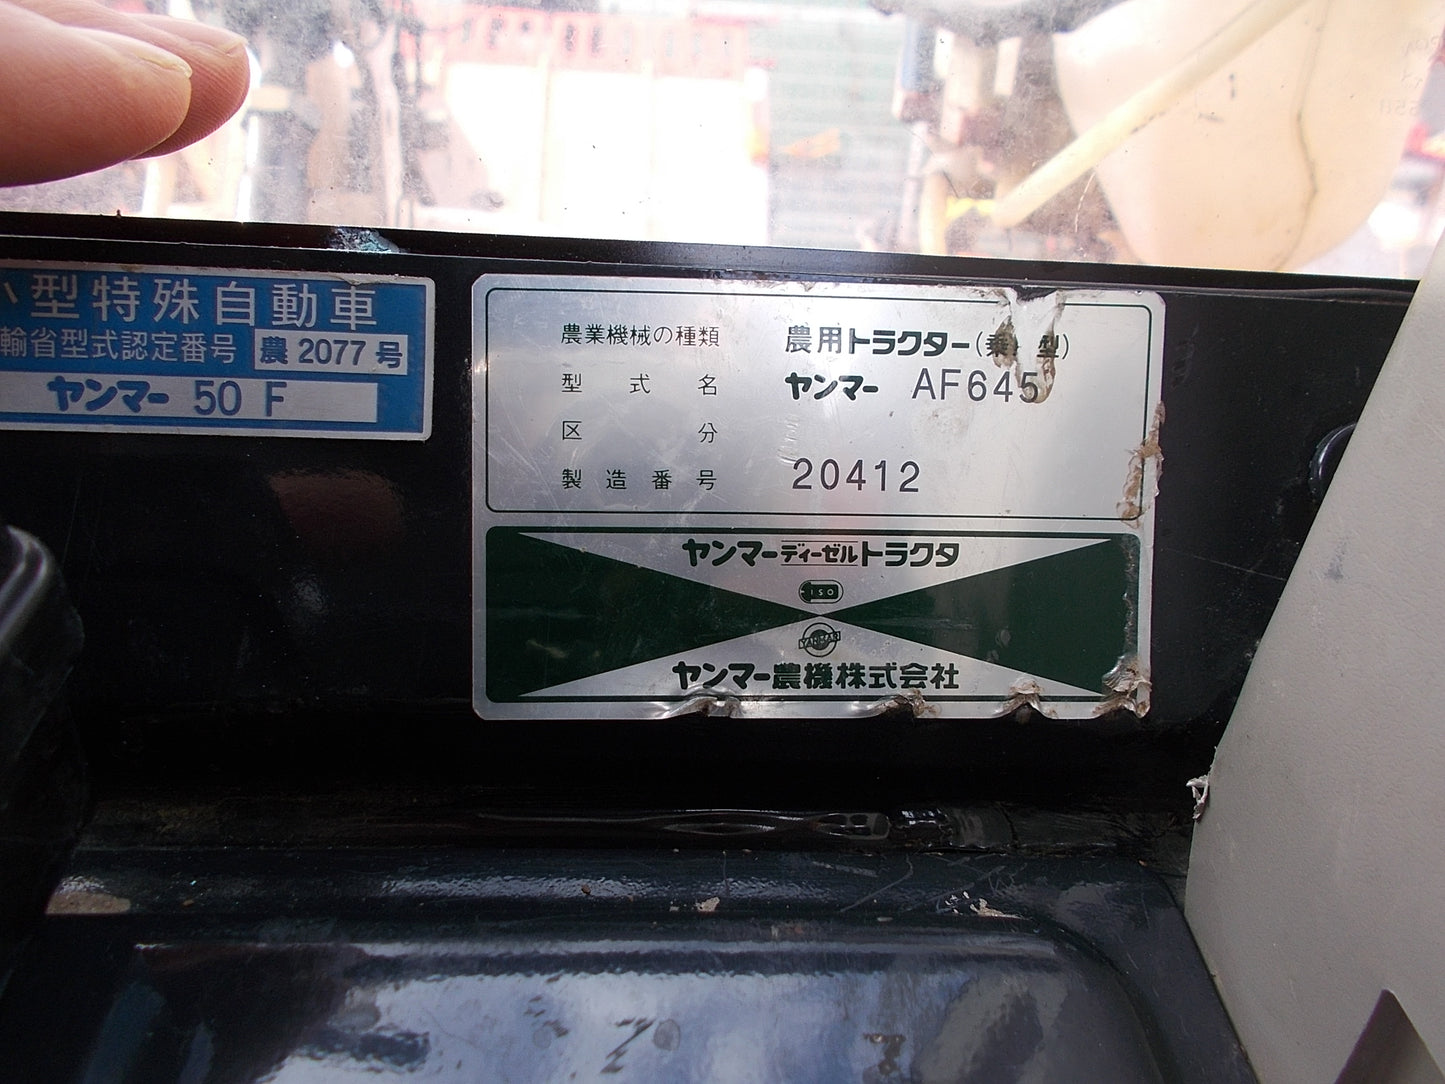 型特殊自動車
輸省型式認定番号 農 2077 号
ヤンマー 50 F
農業機械の種類 農用トラクター(乗 型)
型式名 ヤンマー AF645
区分
製造番号 20412
ヤンマーディーゼルトラクタ
ISO
YANMAR
ヤンマー農機株式会社